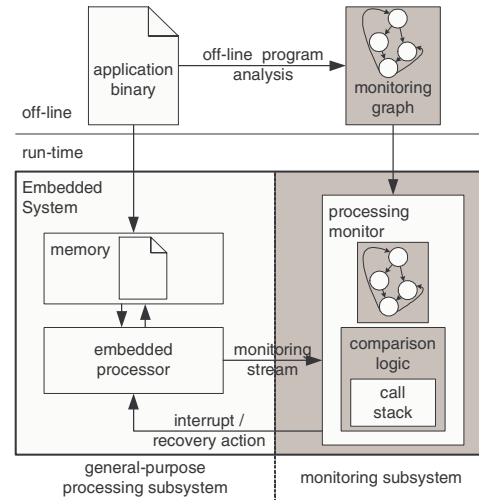 application
binary
off-line program
analysis
monitoring
graph
off-line
run-time
Embedded
System
processing
monitor
memory
embedded
processor
monitoring
stream
comparison
logic
call
stack
interrupt /
recovery action
general-purpose
processing subsystem
monitoring subsystem